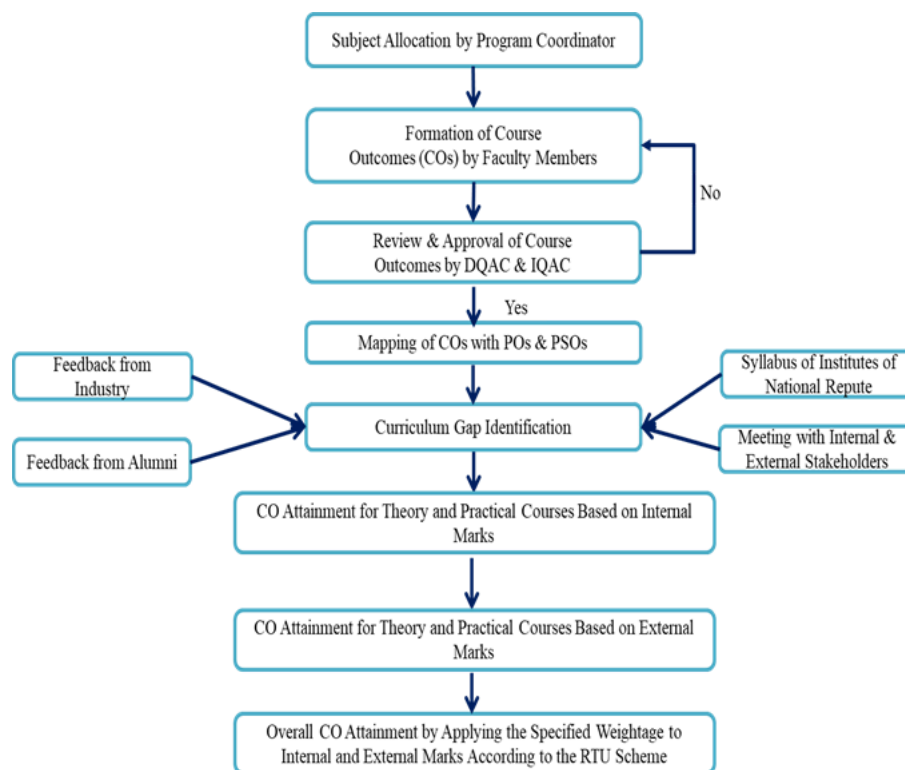 Subject Allocation by Program Coordinator
Formation of Course
Outcomes (COs) by Faculty Members
No
Review & Approval of Course
Outcomes by DQAC & IQAC
Yes
Mapping of COs with POs & PSOs
Feedback from
Industry
Syllabus of Institutes of
National Repute
Curriculum Gap Identification
Feedback from Alumni
Meeting with Internal &
External Stakeholders
CO Attainment for Theory and Practical Courses Based on Internal
Marks
CO Attainment for Theory and Practical Courses Based on External
Marks
Overall CO Attainment by Applying the Specified Weightage to
Internal and External Marks According to the RTU Scheme